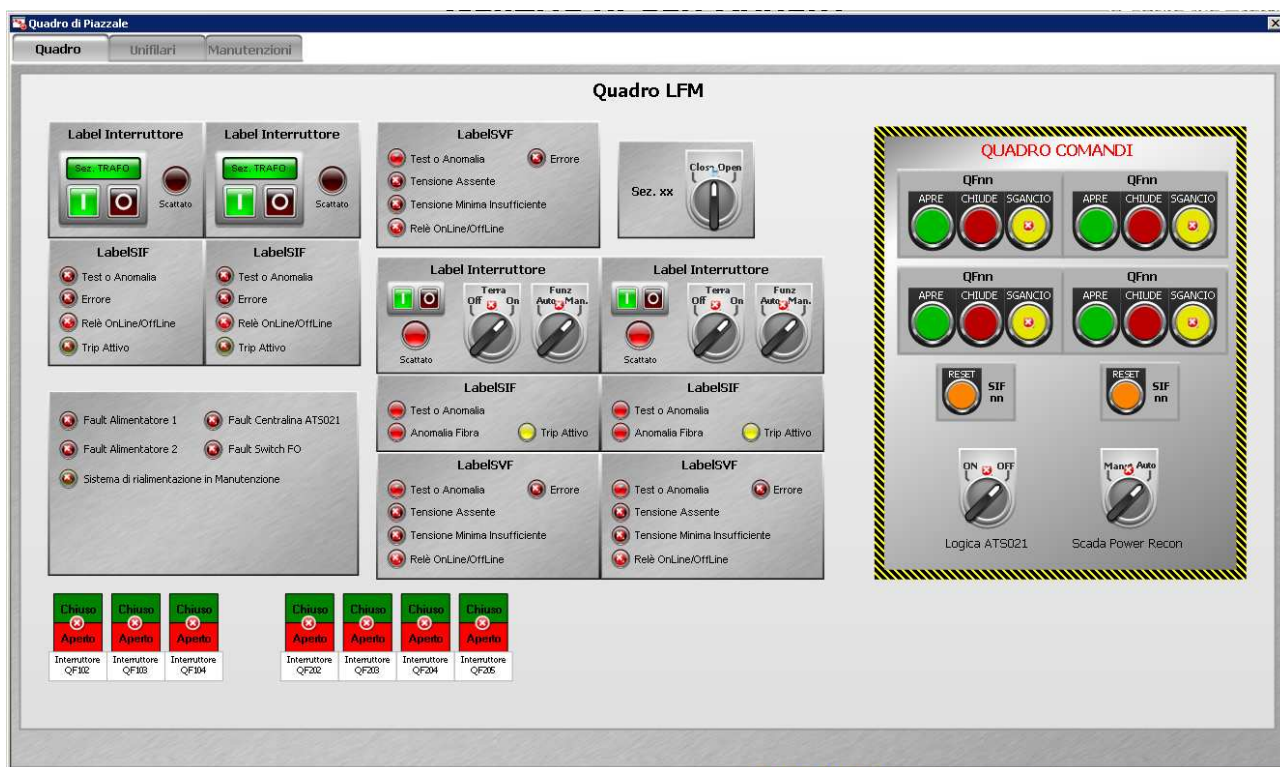 Quadro di Piazzale
Quadro Unifilari Manutenzioni
Quadro LFM
Label Interruttore Label Interruttore
Sez. TRAFO Sez. TRAFO
I O I O
Scattato Scattato
LabelSIF LabelSIF
Test o Anomalia Test o Anomalia
Errore Errore
Relè OnLine/OffLine Relè OnLine/OffLine
Trip Attivo Trip Attivo
Fault Alimentatore 1 Fault Centralina ATS021
Fault Alimentatore 2 Fault Switch FO
Sistema di rialimentazione in Manutenzione
LabelSVF
Test o Anomalia Errore
Tensione Assente
Tensione Minima Insufficiente
Relè OnLine/OffLine
Close Open
Sez. xx
Label Interruttore Label Interruttore
Terra Funz Terra Funz
I O Off On Auto Man. I O Off On Auto Man.
Scattato Scattato
LabelSIF LabelSIF
Test o Anomalia Test o Anomalia
Anomalia Fibra Trip Attivo Anomalia Fibra Trip Attivo
LabelSVF LabelSVF
Test o Anomalia Errore Test o Anomalia Errore
Tensione Assente Tensione Assente
Tensione Minima Insufficiente Tensione Minima Insufficiente
Relè OnLine/OffLine Relè OnLine/OffLine
QUADRO COMANDI
QFnn QFnn
APRE CHIUDE SGANCIO APRE CHIUDE SGANCIO
QFnn QFnn
APRE CHIUDE SGANCIO APRE CHIUDE SGANCIO
RESET RESET
SIF SIF
nn nn
ON OFF Auto
Logica ATS021 Scada Power Recon
Chiuso Chiuso Chiuso Chiuso Chiuso Chiuso Chiuso
Aperto Aperto Aperto Aperto Aperto Aperto Aperto
Interruttore Interruttore Interruttore Interruttore Interruttore Interruttore Interruttore
QF102 QF103 QF104 QF202 QF203 QF204 QF205